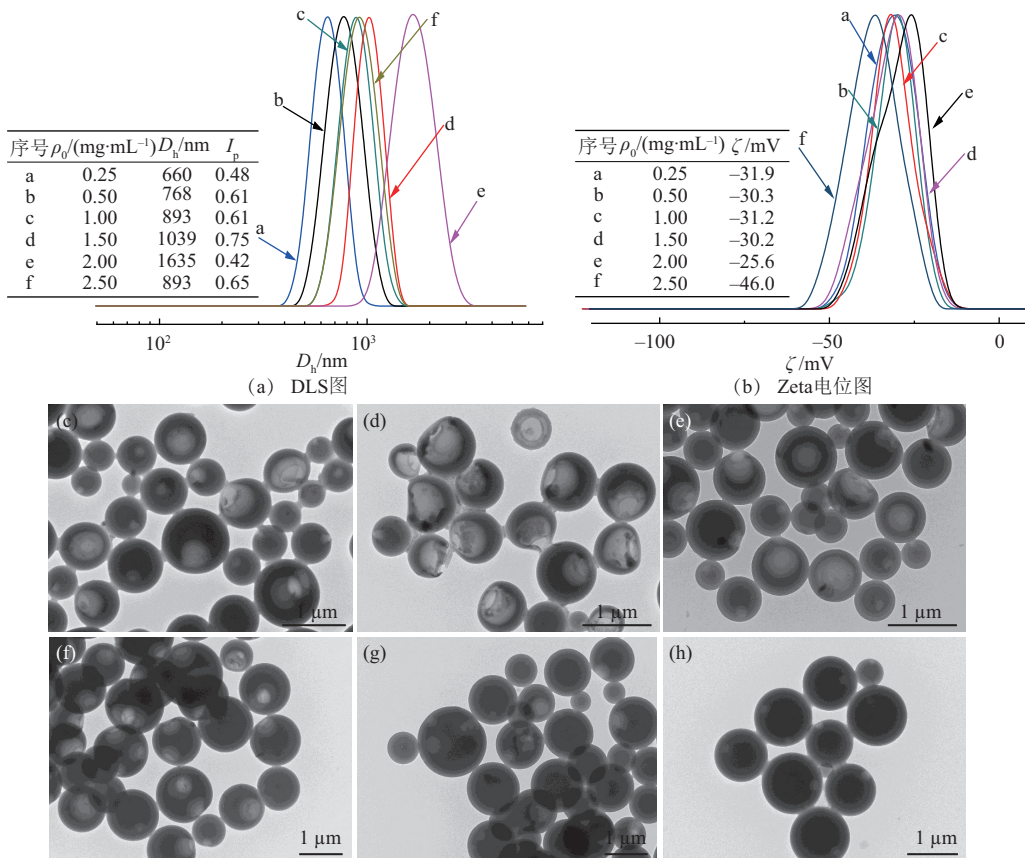 c
f
b
d
a
e
序号 ρ₀/(mg·mL⁻¹) Dₕ/nm Iₚ
a 0.25 660 0.48
b 0.50 768 0.61
c 1.00 893 0.61
d 1.50 1039 0.75
e 2.00 1635 0.42
f 2.50 893 0.65
10² 10³
Dₕ/nm
(a) DLS图
a
c
b
e
f
d
序号 ρ₀/(mg·mL⁻¹) ζ/mV
a 0.25 –31.9
b 0.50 –30.3
c 1.00 –31.2
d 1.50 –30.2
e 2.00 –25.6
f 2.50 –46.0
–100 –50 0
ζ/mV
(b) Zeta电位图
(c)
1 μm
(d)
1 μm
(e)
1 μm
(f)
1 μm
(g)
1 μm
(h)
1 μm